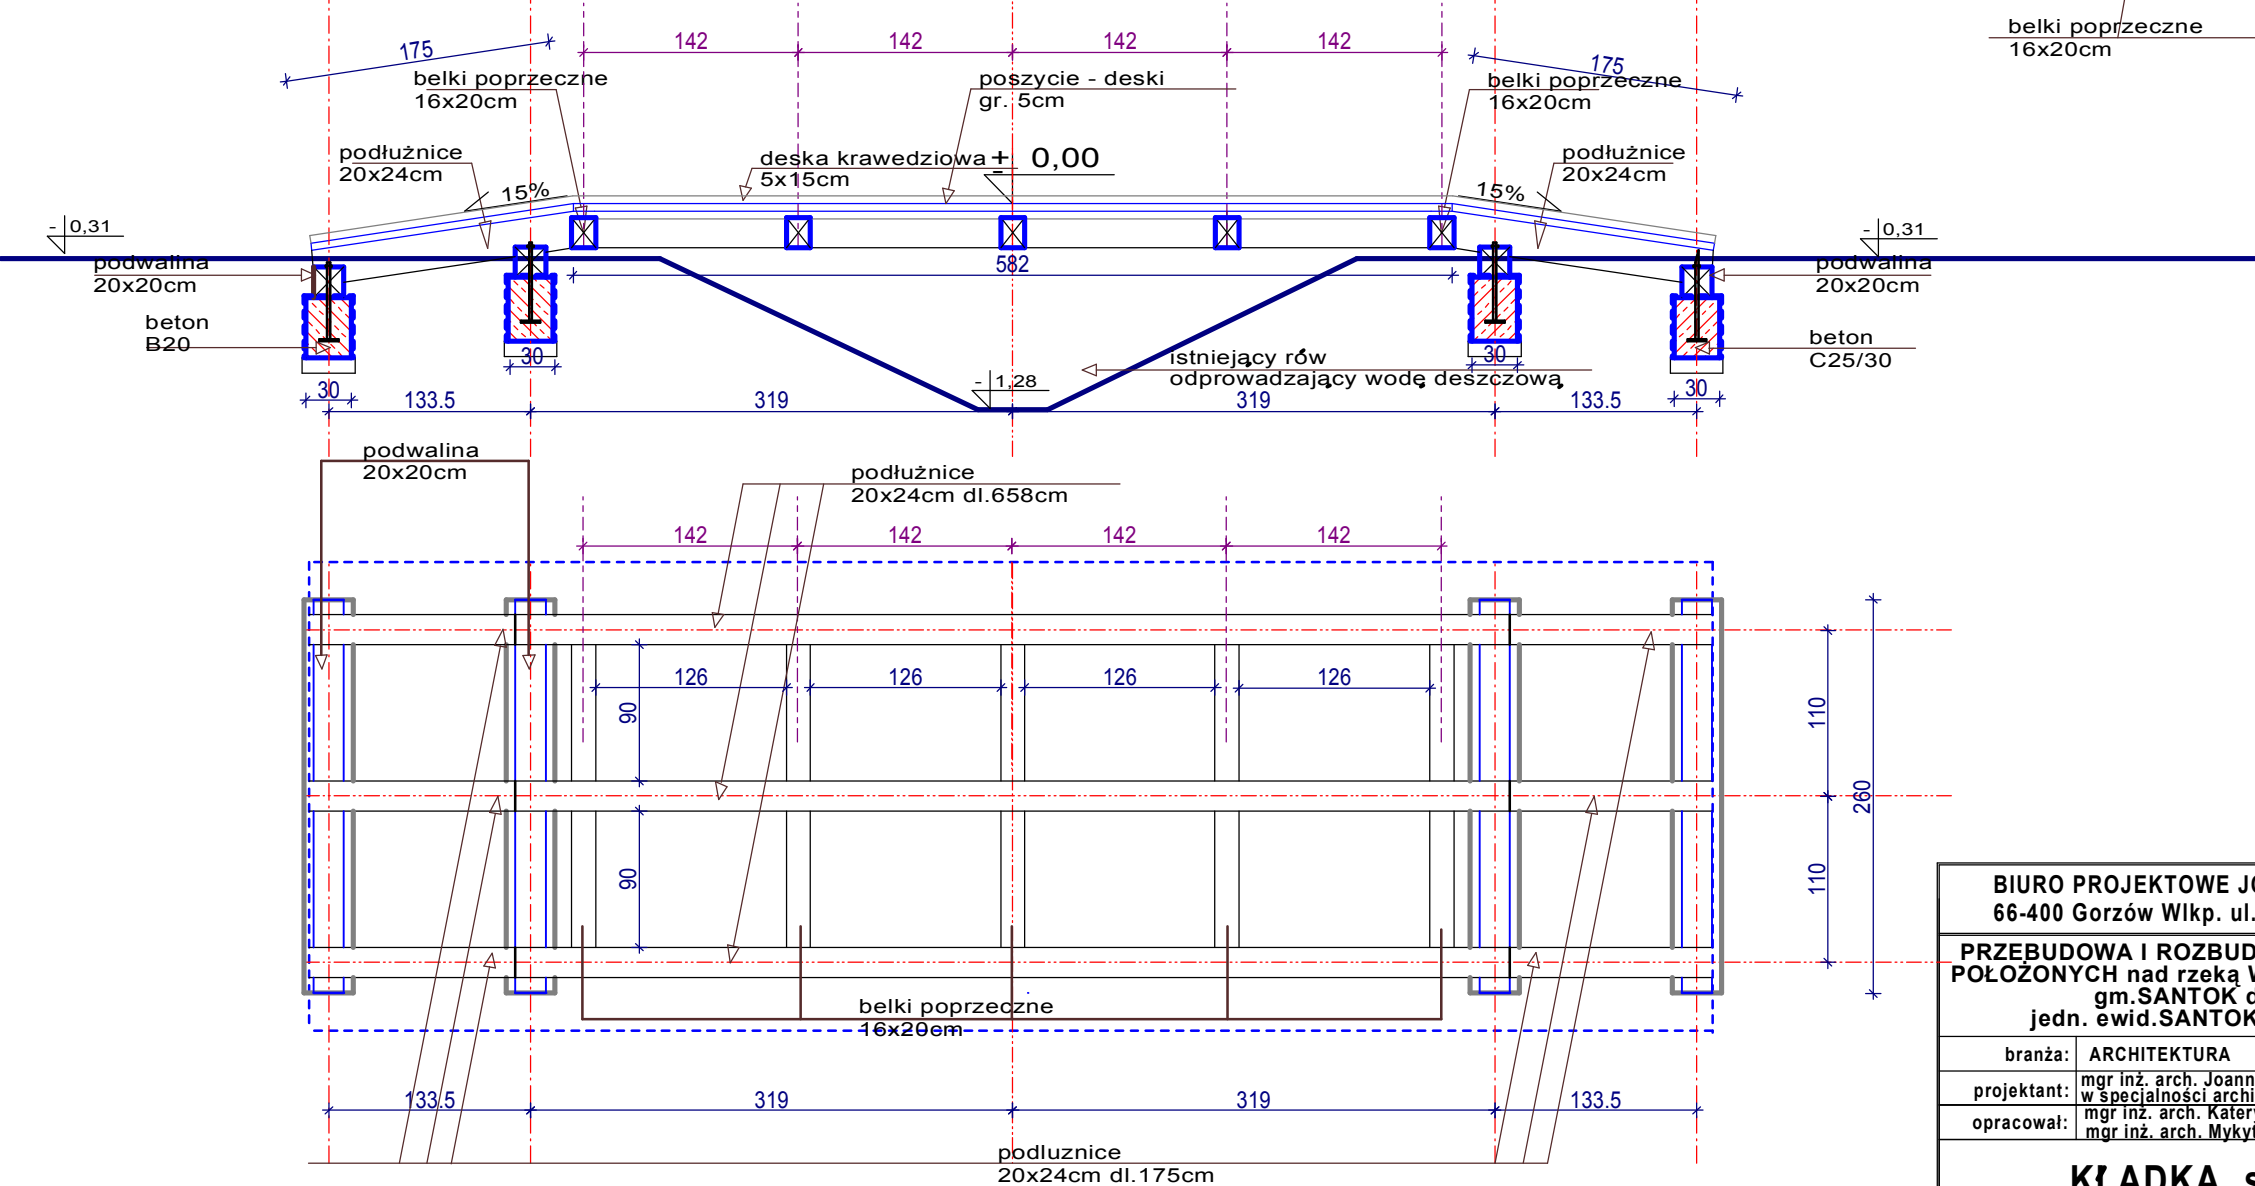 belki poprzeczne
16x20cm
175
142
142
142
142
175
belki poprzeczne
16x20cm
poszycie - deski
gr. 5cm
belki poprzeczne
16x20cm
podłużnice
20x24cm
deska krawedziowa
5x15cm
± 0,00
podłużnice
20x24cm
15%
15%
- 0,31
- 0,31
podwalina
20x20cm
582
podwalina
20x20cm
beton
B20
beton
C25/30
30
30
istniejący rów
odprowadzający wodę deszczową
- 1,28
30
30
133.5
319
319
133.5
podwalina
20x20cm
podłużnice
20x24cm dl.658cm
142
142
142
142
126
126
126
126
90
110
260
90
110
belki poprzeczne
16x20cm
133.5
319
319
133.5
podluznice
20x24cm dl.175cm
BIURO PROJEKTOWE
66-400 Gorzów Wlkp. ul.
PRZEBUDOWA I ROZBUD
POŁOŻONYCH nad rzeką
gm.SANTOK
jedn. ewid.SANTOK
branża: ARCHITEKTURA
projektant: mgr inż. arch. Joann
w specjalności archi
opracował: mgr inż. arch. Kater
mgr inż. arch. Myky
KŁADKA